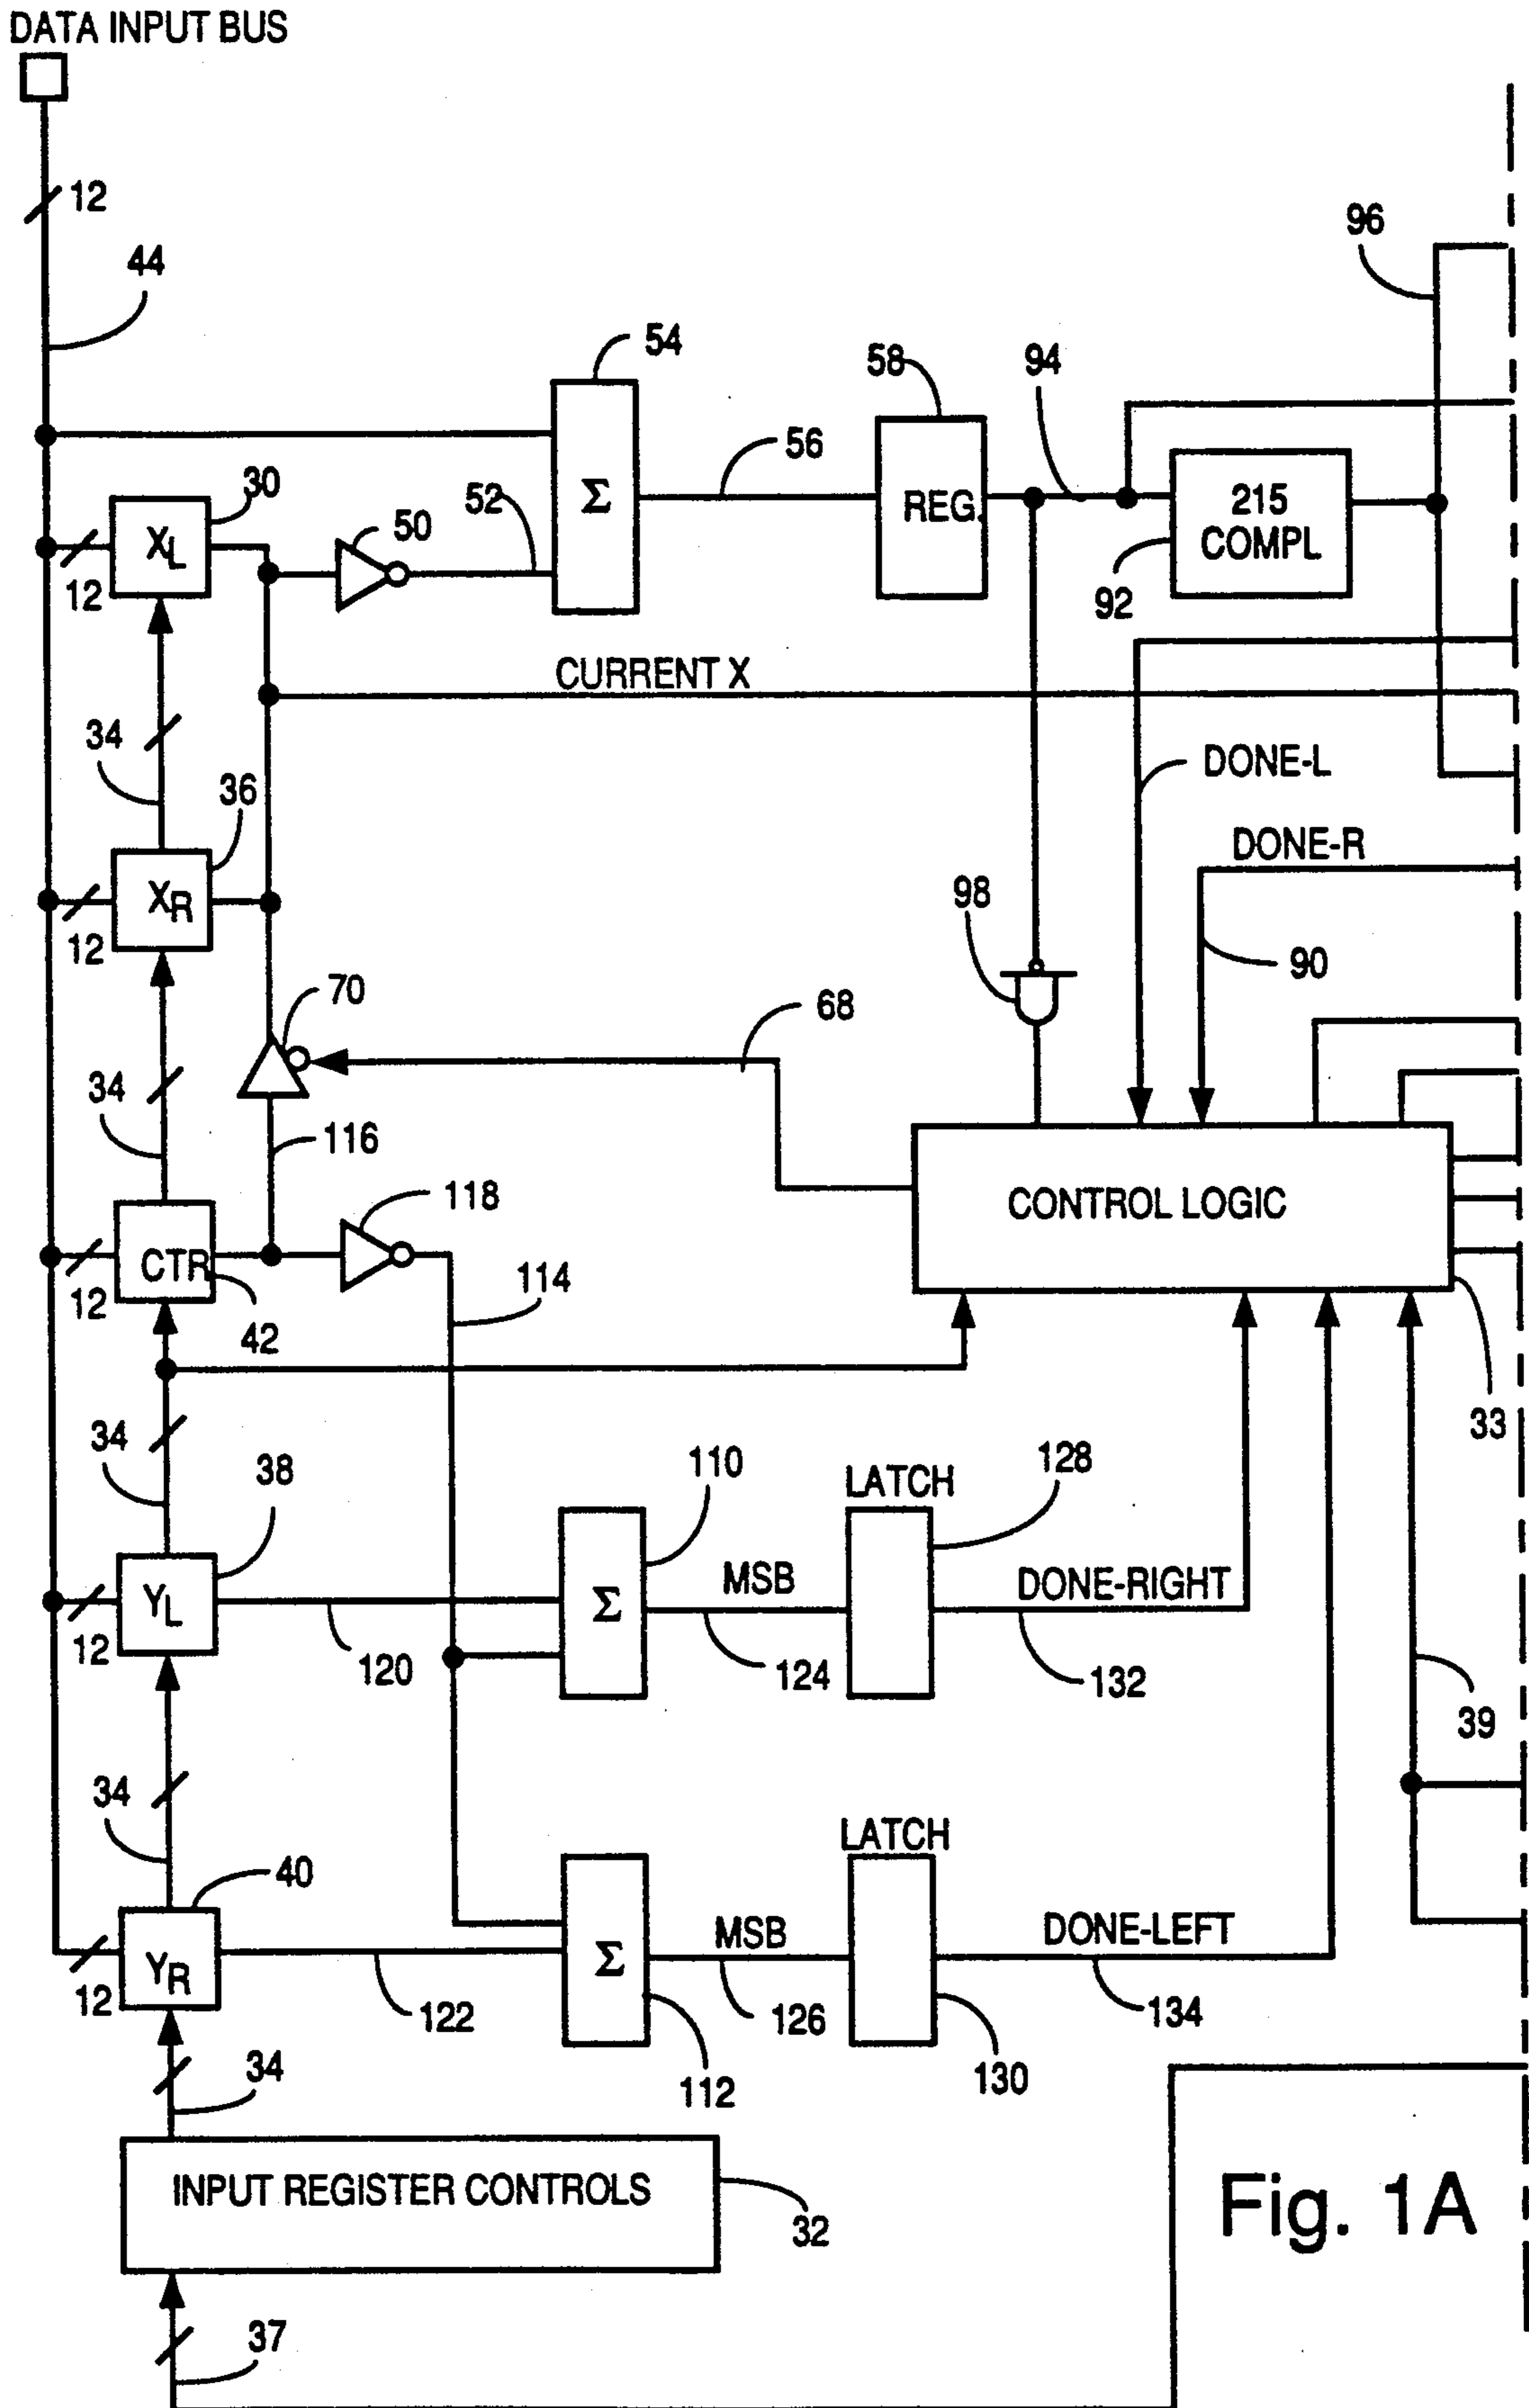 DATA INPUT BUS
12
44
96
54
58
94
56
30
REG.
215
COMPL
Σ
52
50
XL
12
92
CURRENT X
34
DONE-L
36
DONE-R
XR
98
12
90
70
68
34
116
118
CONTROL LOGIC
CTR
114
12
42
33
34
38
110
LATCH
128
MSB
DONE-RIGHT
YL
Σ
12
120
124
132
39
34
LATCH
40
MSB
DONE-LEFT
YR
Σ
12
122
126
134
34
112
130
INPUT REGISTER CONTROLS
32
Fig. 1A
37